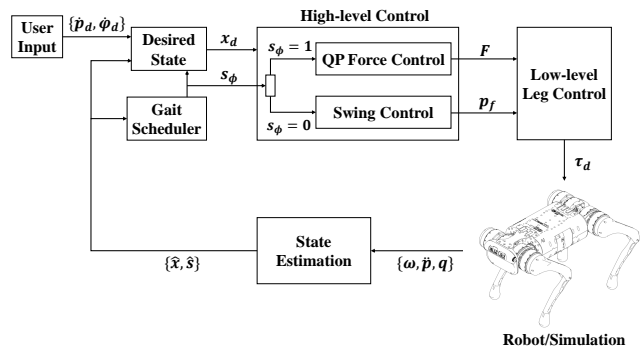 User
Input
{ṗ_d, φ̇_d}
Desired
State
x_d
s_ϕ
Gait
Scheduler
High-level Control
s_ϕ = 1
QP Force Control
s_ϕ = 0
Swing Control
F
p_f
Low-level
Leg Control
τ_d
State
Estimation
{x̂, ŝ}
{ω, p̈, q}
Robot/Simulation